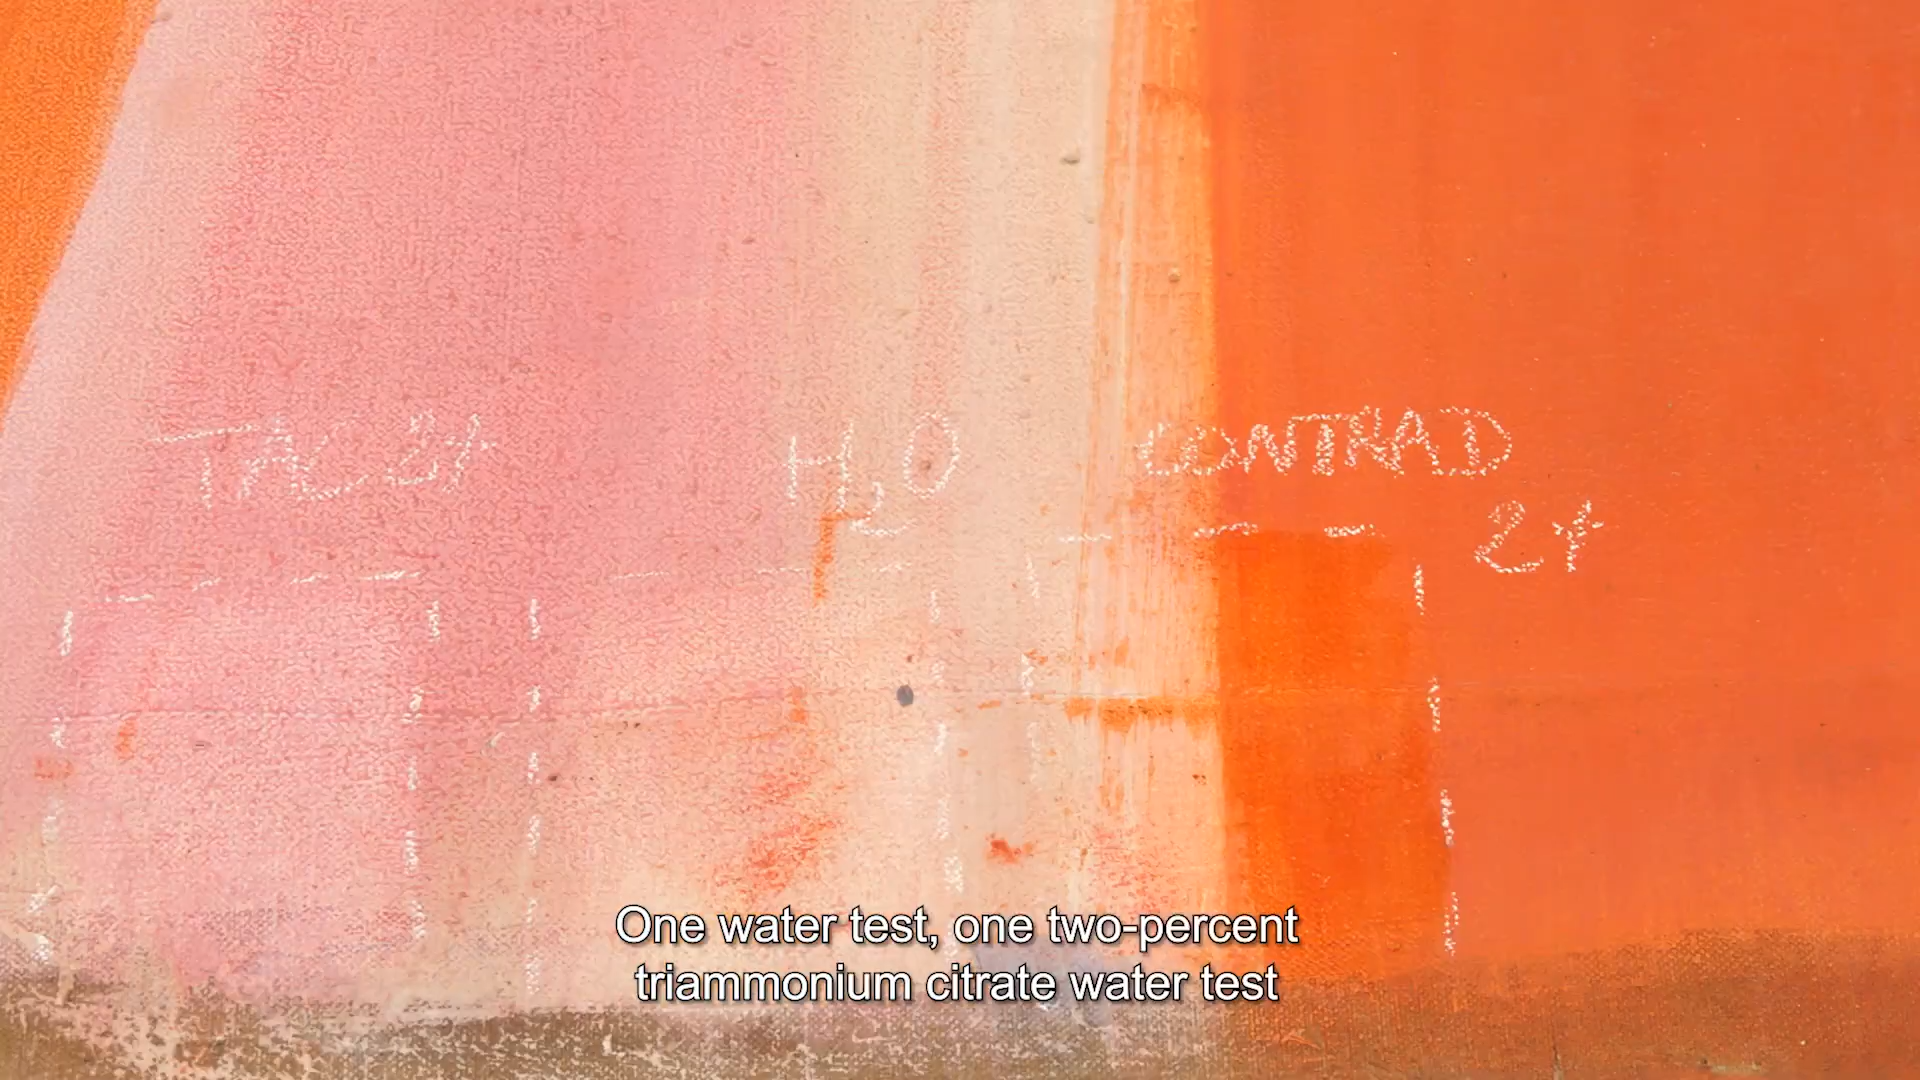 TAC 2%
H2O
CONTRAD
2%
One water test, one two-percent
triammonium citrate water test